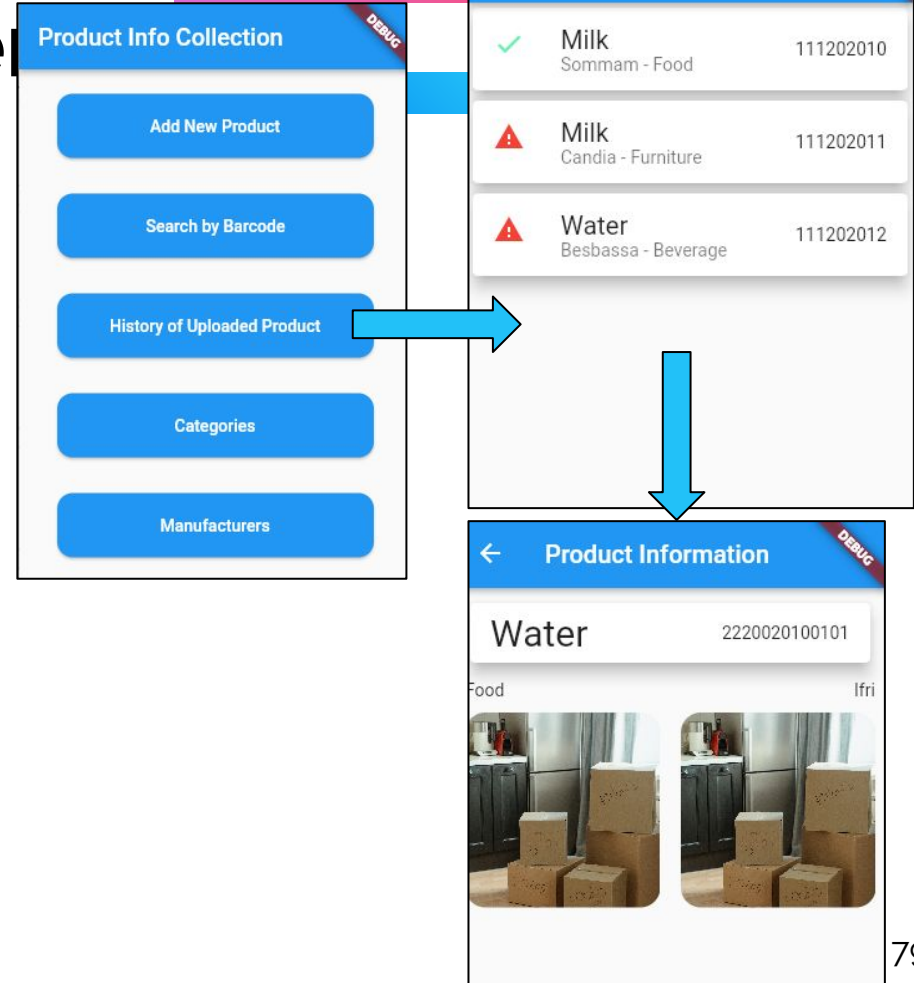 Product Info Collection
DEBUG
Add New Product
Search by Barcode
History of Uploaded Product
Categories
Manufacturers
Milk
Sommam - Food
111202010
Milk
Candia - Furniture
111202011
Water
Besbassa - Beverage
111202012
Product Information
DEBUG
Water
2220020100101
Food
Ifri
79